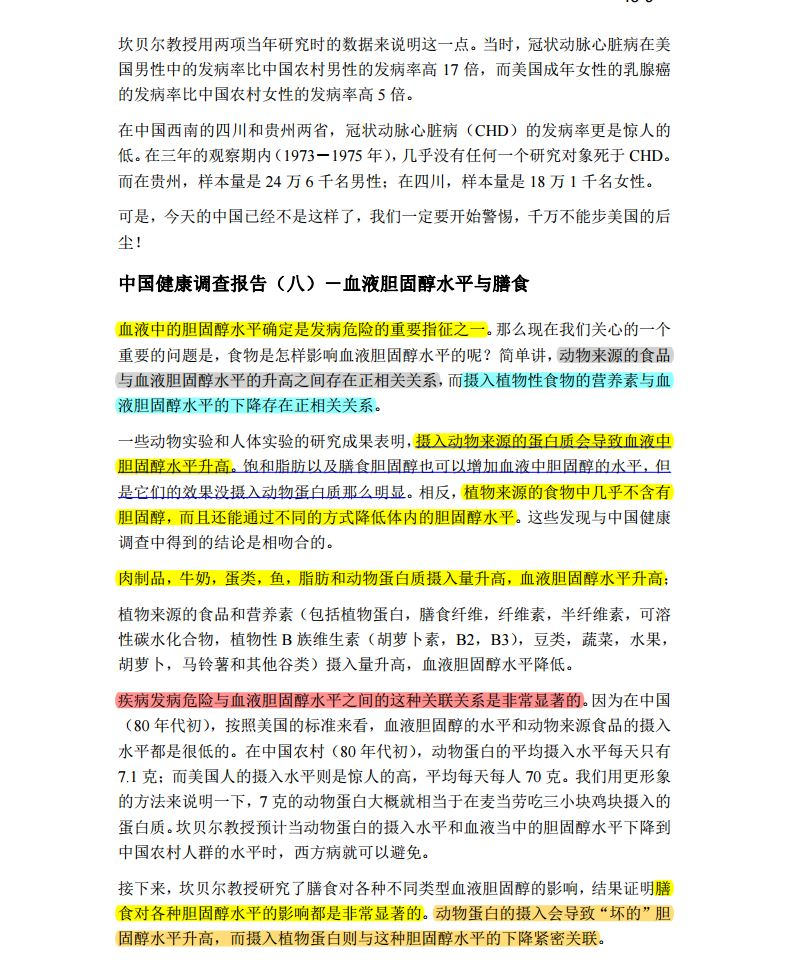 坎贝尔教授用两项当年研究时的数据来说明这一点。当时，冠状动脉心脏病在美
国男性中的发病率比中国农村男性的发病率高 17 倍，而美国成年女性的乳腺癌
的发病率比中国农村女性的发病率高 5 倍。
在中国西南的四川和贵州两省，冠状动脉心脏病（CHD）的发病率更是惊人的
低。在三年的观察期内（1973－1975 年），几乎没有任何一个研究对象死于 CHD。
而在贵州，样本量是 24 万 6 千名男性；在四川，样本量是 18 万 1 千名女性。
可是，今天的中国已经不是这样了，我们一定要开始警惕，千万不能步美国的后
尘！
中国健康调查报告（八）－血液胆固醇水平与膳食
血液中的胆固醇水平确定是发病危险的重要指征之一。那么现在我们关心的一个
重要的问题是，食物是怎样影响血液胆固醇水平的呢？简单讲，动物来源的食品
与血液胆固醇水平的升高之间存在正相关关系，而摄入植物性食物的营养素与血
液胆固醇水平的下降存在正相关关系。
一些动物实验和人体实验的研究成果表明，摄入动物来源的蛋白质会导致血液中
胆固醇水平升高。饱和脂肪以及膳食胆固醇也可以增加血液中胆固醇的水平，但
是它们的效果没摄入动物蛋白质那么明显。相反，植物来源的食物中几乎不含有
胆固醇，而且还能通过不同的方式降低体内的胆固醇水平。这些发现与中国健康
调查中得到的结论是相吻合的。
肉制品，牛奶，蛋类，鱼，脂肪和动物蛋白质摄入量升高，血液胆固醇水平升高；
植物来源的食品和营养素（包括植物蛋白，膳食纤维，纤维素，半纤维素，可溶
性碳水化合物，植物性 B 族维生素（胡萝卜素，B2，B3），豆类，蔬菜，水果，
胡萝卜，马铃薯和其他谷类）摄入量升高，血液胆固醇水平降低。
疾病发病危险与血液胆固醇水平之间的这种关联关系是非常显著的。因为在中国
（80 年代初），按照美国的标准来看，血液胆固醇的水平和动物来源食品的摄入
水平都是很低的。在中国农村（80 年代初），动物蛋白的平均摄入水平每天只有
7.1 克；而美国人的摄入水平则是惊人的高，平均每天每人 70 克。我们用更形象
的方法来说明一下，7 克的动物蛋白大概就相当于在麦当劳吃三小块鸡块摄入的
蛋白质。坎贝尔教授预计当动物蛋白的摄入水平和血液当中的胆固醇水平下降到
中国农村人群的水平时，西方病就可以避免。
接下来，坎贝尔教授研究了膳食对各种不同类型血液胆固醇的影响，结果证明膳
食对各种胆固醇水平的影响都是非常显著的。动物蛋白的摄入会导致“坏的”胆
固醇水平升高，而摄入植物蛋白则与这种胆固醇水平的下降紧密关联。